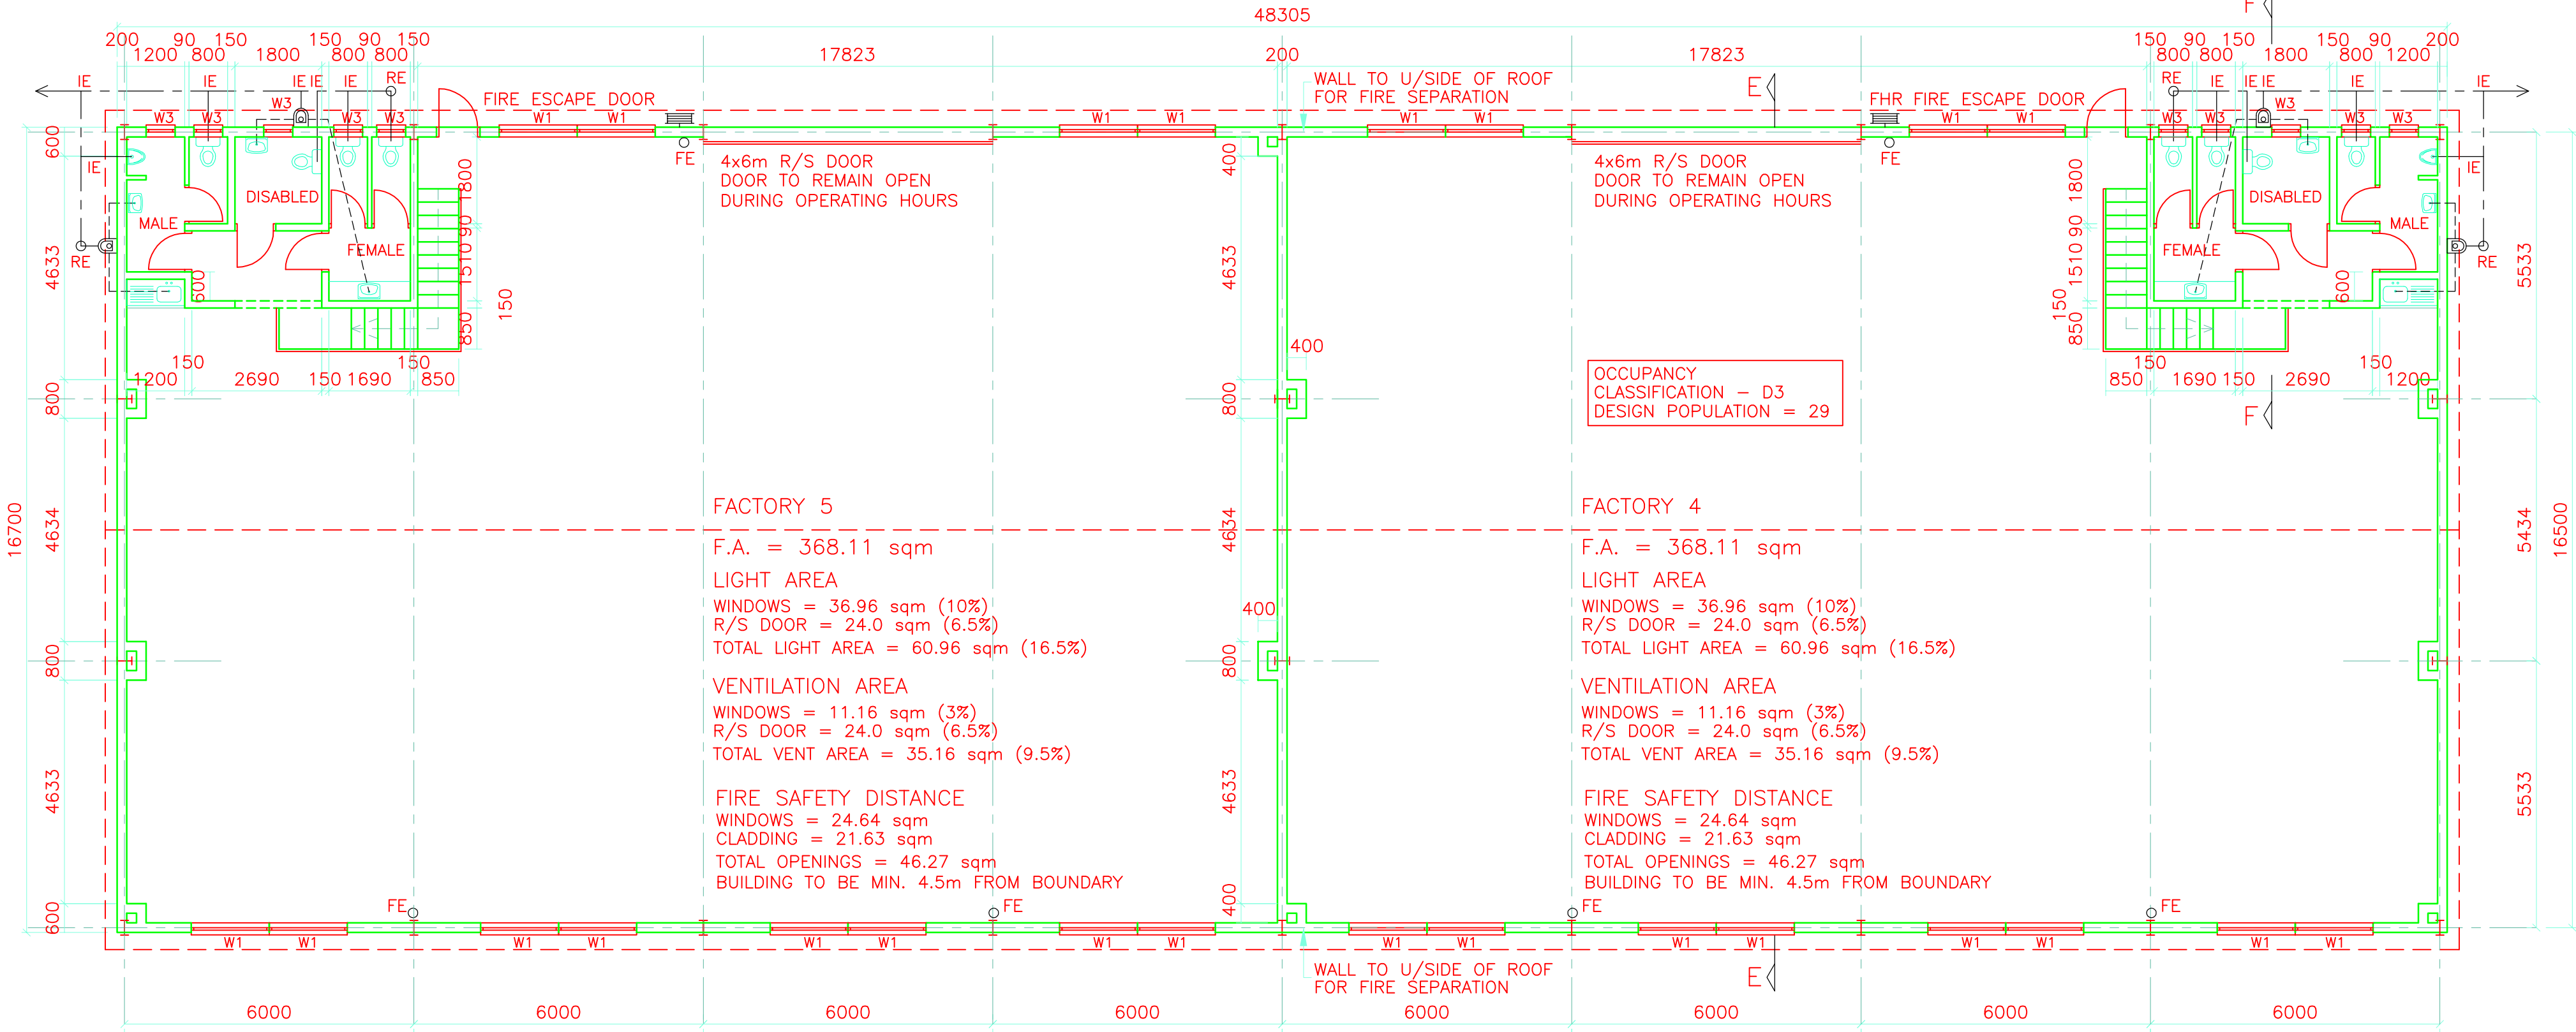 48305
F
200 90 150 150 90 150
1200 800 1800 800 800
17823
200
17823
150 90 150 150 90 200
800 800 1800 800 1200
IE IE IE IE IE RE
RE IE IE IE IE IE
WALL TO U/SIDE OF ROOF
FOR FIRE SEPARATION
E
FIRE ESCAPE DOOR
FHR FIRE ESCAPE DOOR
W3
W3
W3 W3 W3 W3
W1 W1
W1 W1
W1 W1
W1 W1
W3 W3 W3 W3
600
IE
FE
400
FE
IE
4x6m R/S DOOR
DOOR TO REMAIN OPEN
DURING OPERATING HOURS
4x6m R/S DOOR
DOOR TO REMAIN OPEN
DURING OPERATING HOURS
1800
1800
DISABLED
MALE
FEMALE
DISABLED
MALE
FEMALE
90
90
RE
RE
4633
1510
4633
1510
5533
600
600
150
150
850
850
150 150
1200 2690 150 1690 850
400
150 150
850 1690 150 2690 1200
OCCUPANCY
CLASSIFICATION – D3
DESIGN POPULATION = 29
800
800
F
16700
4634
4634
5434
16500
FACTORY 5
F.A. = 368.11 sqm
LIGHT AREA
WINDOWS = 36.96 sqm (10%)
R/S DOOR = 24.0 sqm (6.5%)
TOTAL LIGHT AREA = 60.96 sqm (16.5%)
VENTILATION AREA
WINDOWS = 11.16 sqm (3%)
R/S DOOR = 24.0 sqm (6.5%)
TOTAL VENT AREA = 35.16 sqm (9.5%)
FIRE SAFETY DISTANCE
WINDOWS = 24.64 sqm
CLADDING = 21.63 sqm
TOTAL OPENINGS = 46.27 sqm
BUILDING TO BE MIN. 4.5m FROM BOUNDARY
FACTORY 4
F.A. = 368.11 sqm
LIGHT AREA
WINDOWS = 36.96 sqm (10%)
R/S DOOR = 24.0 sqm (6.5%)
TOTAL LIGHT AREA = 60.96 sqm (16.5%)
VENTILATION AREA
WINDOWS = 11.16 sqm (3%)
R/S DOOR = 24.0 sqm (6.5%)
TOTAL VENT AREA = 35.16 sqm (9.5%)
FIRE SAFETY DISTANCE
WINDOWS = 24.64 sqm
CLADDING = 21.63 sqm
TOTAL OPENINGS = 46.27 sqm
BUILDING TO BE MIN. 4.5m FROM BOUNDARY
400
800
800
4633
4633
5533
600
400
FE
FE
FE
FE
W1 W1
W1 W1
W1 W1
W1 W1
W1 W1
W1 W1
W1 W1
W1 W1
WALL TO U/SIDE OF ROOF
FOR FIRE SEPARATION
E
6000 6000 6000 6000 6000 6000 6000 6000